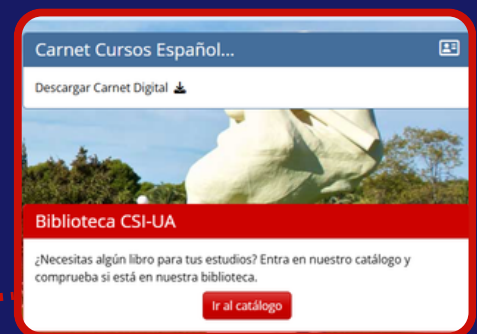 Carnet Cursos Español...
Descargar Carnet Digital
Biblioteca CSI-UA
¿Necesitas algún libro para tus estudios? Entra en nuestro catálogo y
comprueba si está en nuestra biblioteca.
Ir al catálogo